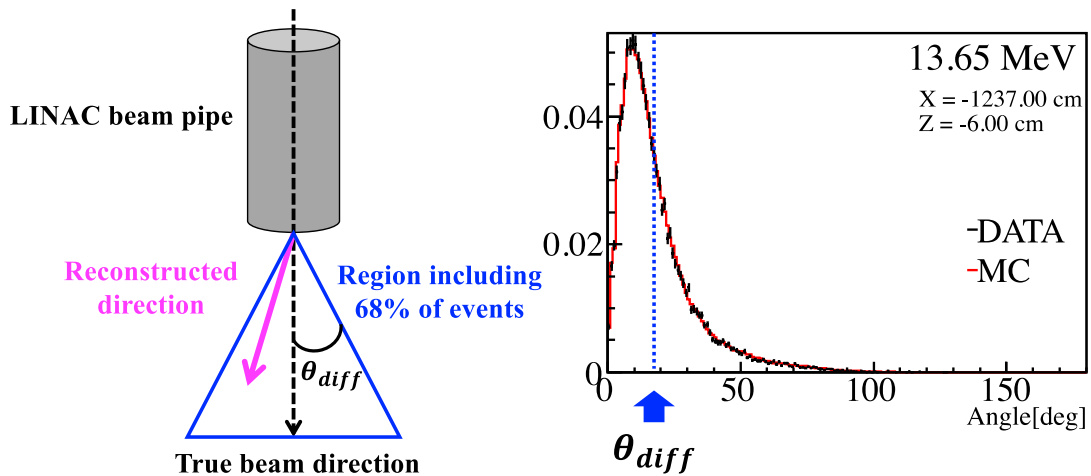 LINAC beam pipe
Reconstructed
direction
Region including
68% of events
θdiff
True beam direction
13.65 MeV
X = -1237.00 cm
Z = -6.00 cm
0.04
0.02
0
DATA
MC
0 50 100 150
Angle[deg]
θdiff